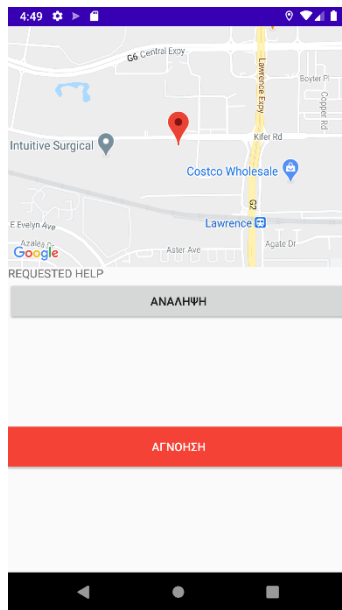 4:49
G6 Central Expy
Lawrence Expy
Boyter Pl
Copper Rd
Kifer Rd
Intuitive Surgical
Costco Wholesale
G2
E Evelyn Ave
Lawrence
Azalea Dr
Aster Ave
Agate Dr
Google
REQUESTED HELP
ΑΝΑΛΗΨΗ
ΑΓΝΟΗΣΗ